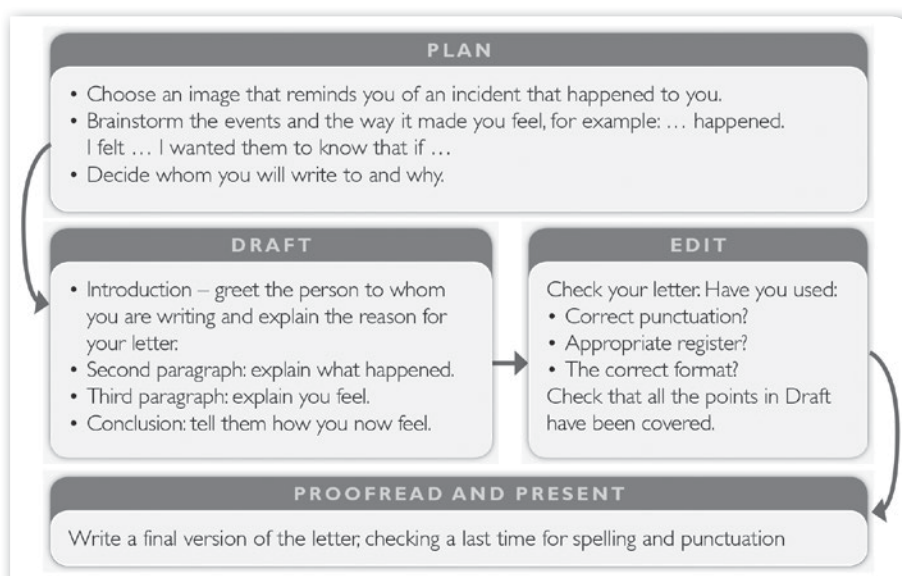 PLAN
• Choose an image that reminds you of an incident that happened to you.
• Brainstorm the events and the way it made you feel, for example: … happened.
I felt … I wanted them to know that if …
• Decide whom you will write to and why.
DRAFT
• Introduction – greet the person to whom
you are writing and explain the reason for
your letter.
• Second paragraph: explain what happened.
• Third paragraph: explain you feel.
• Conclusion: tell them how you now feel.
EDIT
Check your letter. Have you used:
• Correct punctuation?
• Appropriate register?
• The correct format?
Check that all the points in Draft
have been covered.
PROOFREAD AND PRESENT
Write a final version of the letter, checking a last time for spelling and punctuation